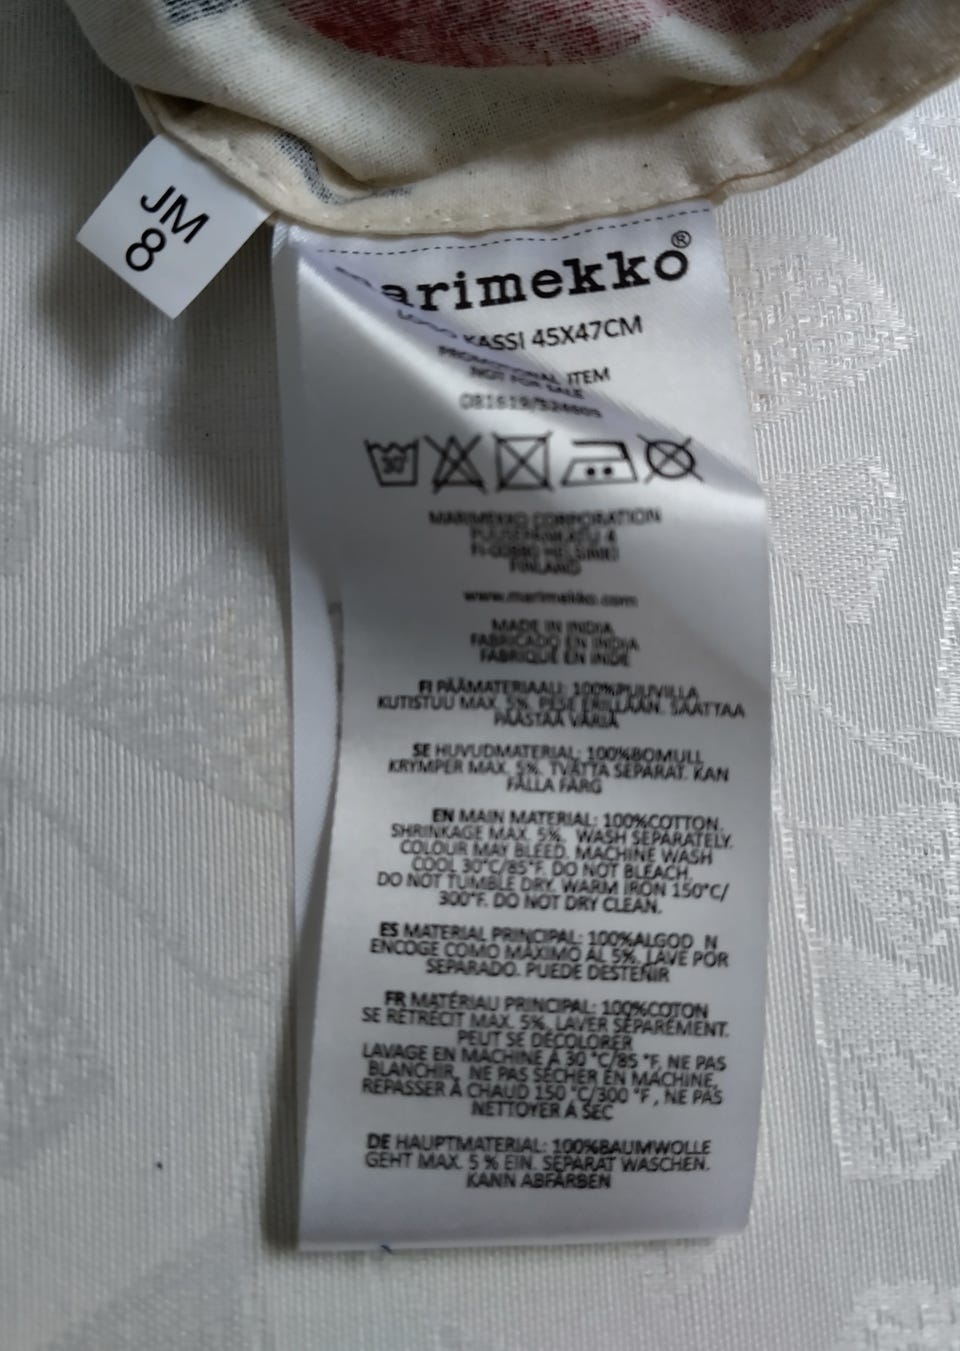 JM
8
marimekko®
KASSI 45X47CM
PROMOTIONAL ITEM
NOT FOR SALE
30°
MARIMEKKO CORPORATION
HELSINKI
FINLAND
www.marimekko.com
MADE IN INDIA
FABRICADO EN INDIA
FABRIQUÉ EN INDE
FI PÄÄMATERIAALI: 100%PUUVILLA
KUTISTUU MAX. 5%. PESE ERILLÄÄN. SAATTAA
PÄÄSTÄÄ VÄRIÄ
SE HUVUDMATERIAL: 100%BOMULL
KRYMPER MAX. 5%. TVÄTTA SEPARAT. KAN
FÄLLA FÄRG
EN MAIN MATERIAL: 100%COTTON.
SHRINKAGE MAX. 5%. WASH SEPARATELY.
COLOUR MAY BLEED. MACHINE WASH
COOL 30°C/85°F. DO NOT BLEACH.
DO NOT TUMBLE DRY. WARM IRON 150°C/
300°F. DO NOT DRY CLEAN.
ES MATERIAL PRINCIPAL: 100%ALGOD N
ENCOGE COMO MÁXIMO AL 5%. LAVE POR
SEPARADO. PUEDE DESTEÑIR
FR MATÉRIAU PRINCIPAL: 100%COTON
SE RÉTRÉCIT MAX. 5%. LAVER SÉPARÉMENT.
PEUT SE DÉCOLORER
LAVAGE EN MACHINE À 30 °C/85 °F, NE PAS
BLANCHIR, NE PAS SÉCHER EN MACHINE,
REPASSER À CHAUD 150 °C/300 °F, NE PAS
NETTOYER À SEC
DE HAUPTMATERIAL: 100%BAUMWOLLE
GEHT MAX. 5 % EIN. SEPARAT WASCHEN.
KANN ABFÄRBEN